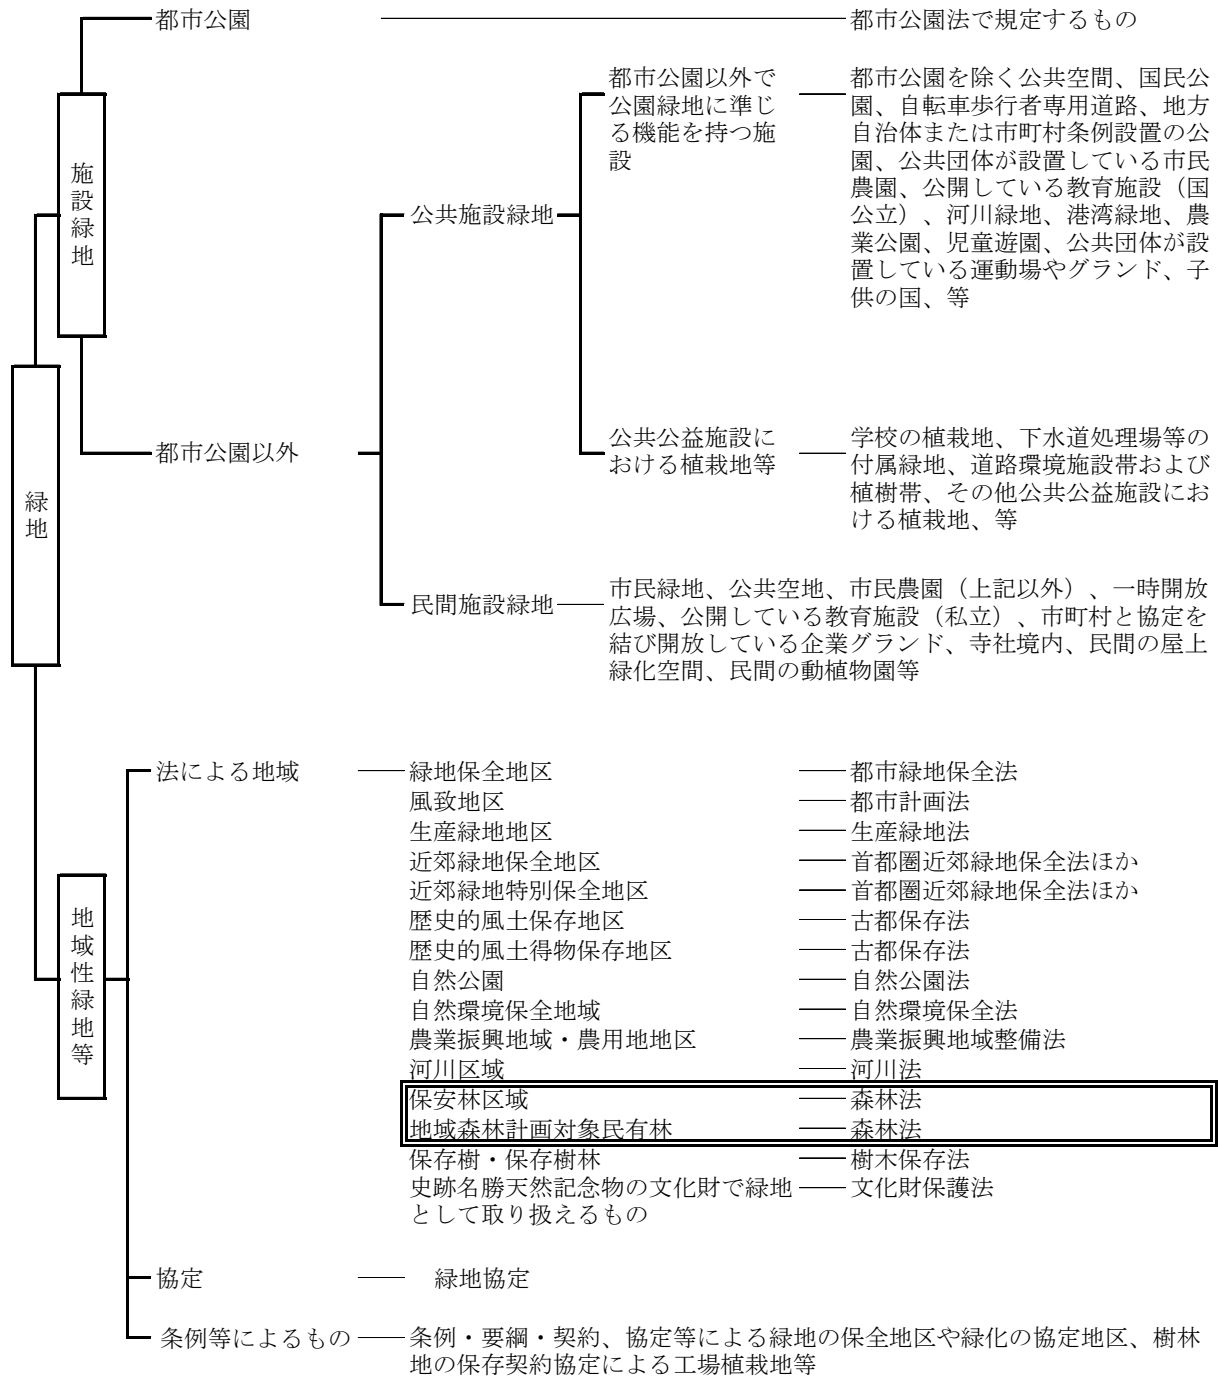 都市公園
都市公園法で規定するもの
都市公園以外で
公園緑地に準じ
る機能を持つ施
設
都市公園を除く公共空間、国民公
園、自転車歩行者専用道路、地方
自治体または市町村条例設置の公
園、公共団体が設置している市民
農園、公開している教育施設（国
公立）、河川緑地、港湾緑地、農
業公園、児童遊園、公共団体が設
置している運動場やグランド、子
供の国、等
施設緑地
公共施設緑地
緑地
都市公園以外
公共公益施設に
おける植栽地等
学校の植栽地、下水道処理場等の
付属緑地、道路環境施設帯および
植樹帯、その他公共公益施設にお
ける植栽地、等
民間施設緑地
市民緑地、公共空地、市民農園（上記以外）、一時開放
広場、公開している教育施設（私立）、市町村と協定を
結び開放している企業グランド、寺社境内、民間の屋上
緑化空間、民間の動植物園等
地域性緑地等
法による地域
緑地保全地区 都市緑地保全法
風致地区 都市計画法
生産緑地地区 生産緑地法
近郊緑地保全地区 首都圏近郊緑地保全法ほか
近郊緑地特別保全地区 首都圏近郊緑地保全法ほか
歴史的風土保存地区 古都保存法
歴史的風土得物保存地区 古都保存法
自然公園 自然公園法
自然環境保全地域 自然環境保全法
農業振興地域・農用地地区 農業振興地域整備法
河川区域 河川法
保安林区域 森林法
地域森林計画対象民有林 森林法
保存樹・保存樹林 樹木保存法
史跡名勝天然記念物の文化財で緑地 文化財保護法
として取り扱えるもの
協定 緑地協定
条例等によるもの 条例・要綱・契約、協定等による緑地の保全地区や緑化の協定地区、樹林
地の保存契約協定による工場植栽地等